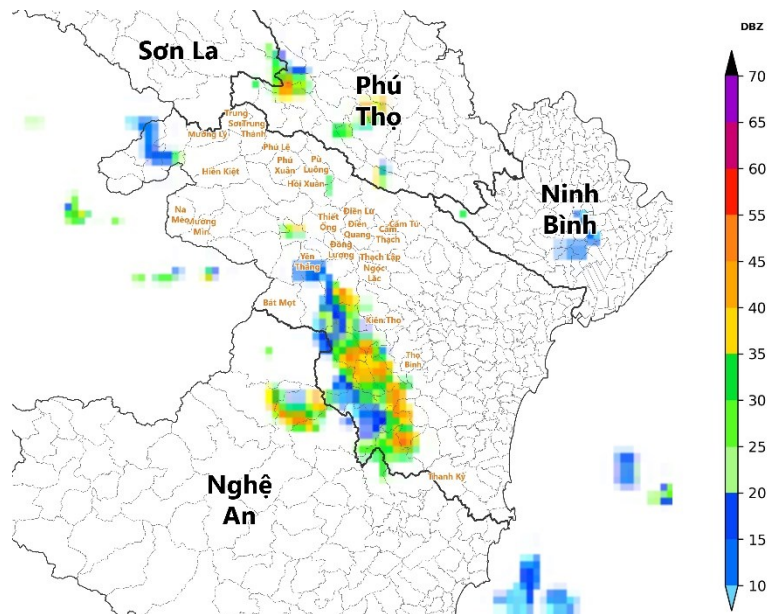 DBZ
Sơn La
Phú
Thọ
Ninh
Bình
Nghệ
An
Trung
Sơn
Trung
Thành
Mường Lý
Phú Lệ
Phú
Xuân
Pù
Luông
Hiền Kiệt
Hồi Xuân
Na
Mèo
Mường
Mìn
Thiết
Ống
Điền Lư
Điền
Quang
Cẩm Tú
Cẩm
Thạch
Đồng
Lương
Yên
Thắng
Thạch Lập
Ngọc
Lặc
Bát Mọt
Kiên Thọ
Thọ
Bình
Thanh Kỳ
70
65
60
55
50
45
40
35
30
25
20
15
10